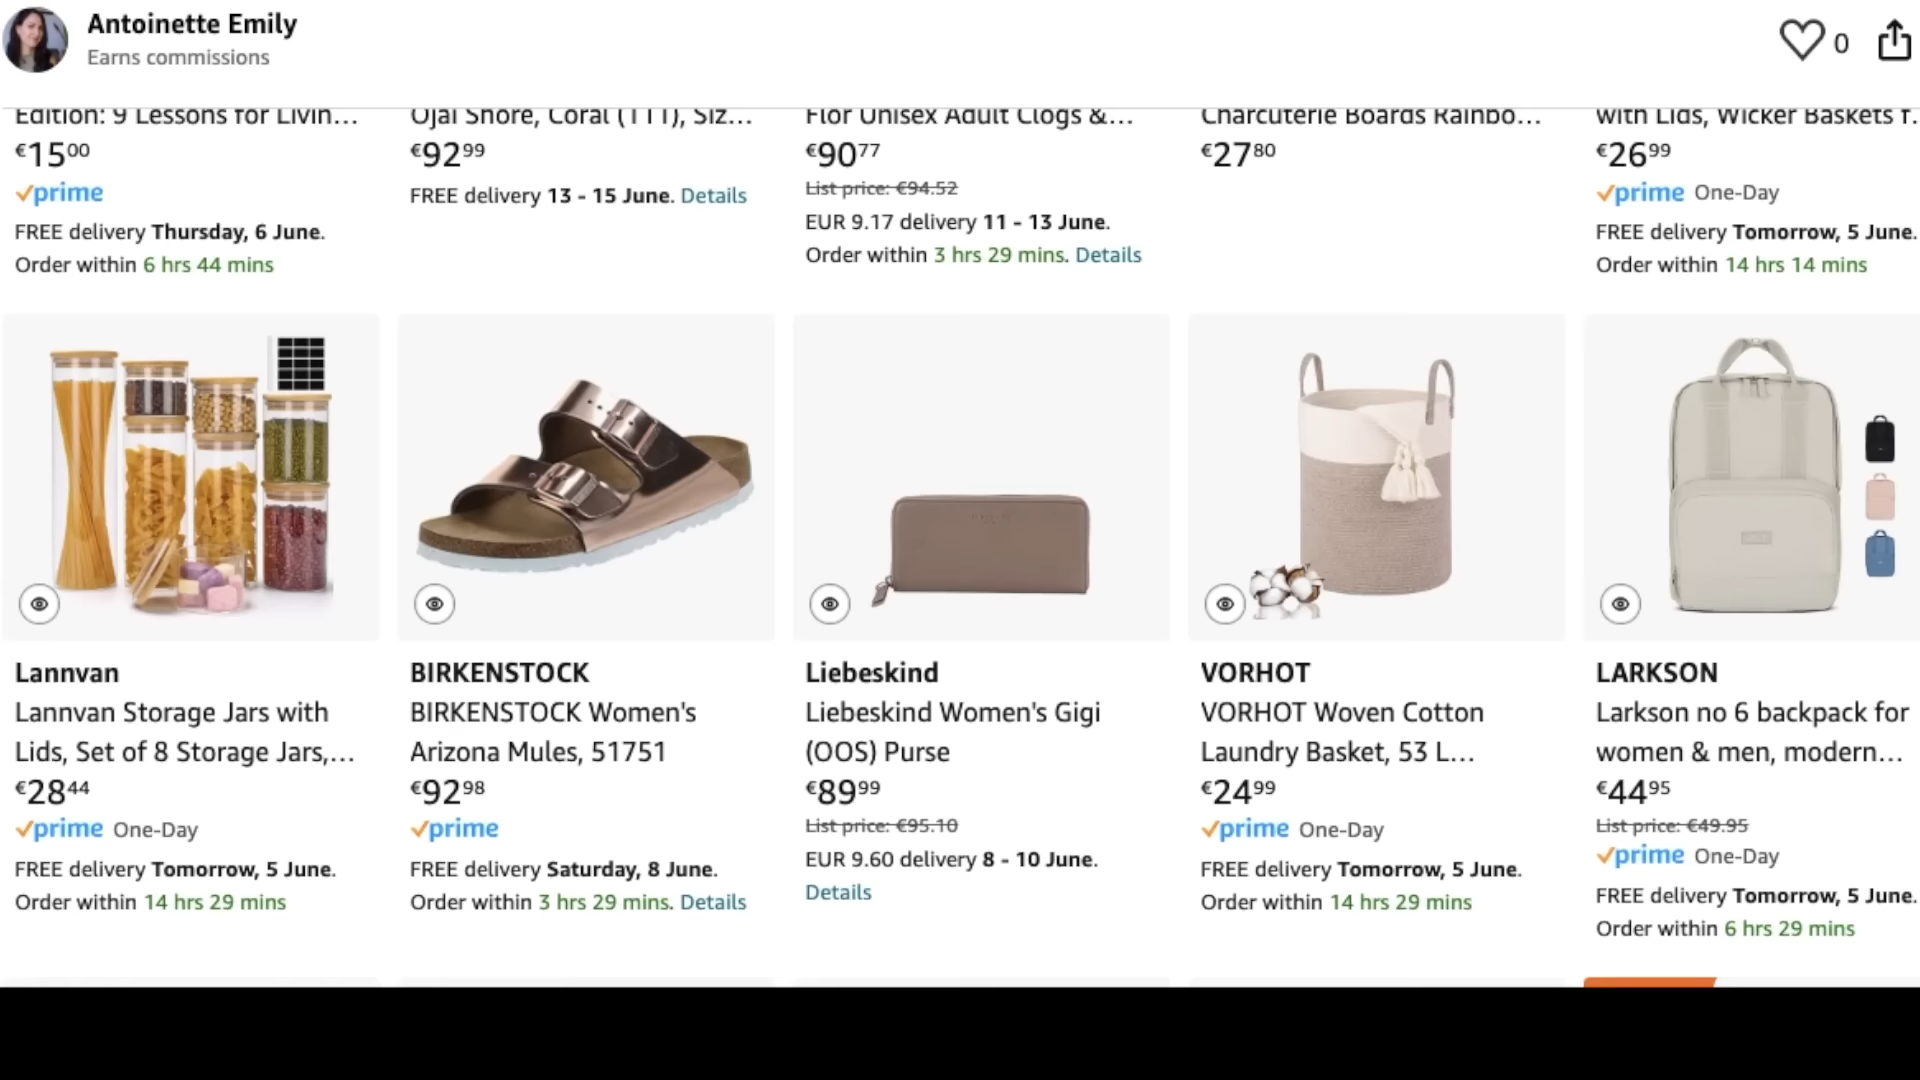 Antoinette Emily
Earns commissions
0
Edition: 9 Lessons for Livin...
€1500
prime
FREE delivery Thursday, 6 June.
Order within 6 hrs 44 mins
Ojai Shore, Coral (111), Siz...
€9299
FREE delivery 13 - 15 June. Details
Flor Unisex Adult Clogs &...
€9077
List price: €94.52
EUR 9.17 delivery 11 - 13 June.
Order within 3 hrs 29 mins. Details
Charcuterie Boards Rainbo...
€2780
with Lids, Wicker Baskets f.
€2699
prime One-Day
FREE delivery Tomorrow, 5 June.
Order within 14 hrs 14 mins
Lannvan
Lannvan Storage Jars with
Lids, Set of 8 Storage Jars,...
€2844
prime One-Day
FREE delivery Tomorrow, 5 June.
Order within 14 hrs 29 mins
BIRKENSTOCK
BIRKENSTOCK Women's
Arizona Mules, 51751
€9298
prime
FREE delivery Saturday, 8 June.
Order within 3 hrs 29 mins. Details
Liebeskind
Liebeskind Women's Gigi
(OOS) Purse
€8999
List price: €95.10
EUR 9.60 delivery 8 - 10 June.
Details
VORHOT
VORHOT Woven Cotton
Laundry Basket, 53 L...
€2499
prime One-Day
FREE delivery Tomorrow, 5 June.
Order within 14 hrs 29 mins
LARKSON
Larkson no 6 backpack for
women & men, modern...
€4495
List price: €49.95
prime One-Day
FREE delivery Tomorrow, 5 June.
Order within 6 hrs 29 mins